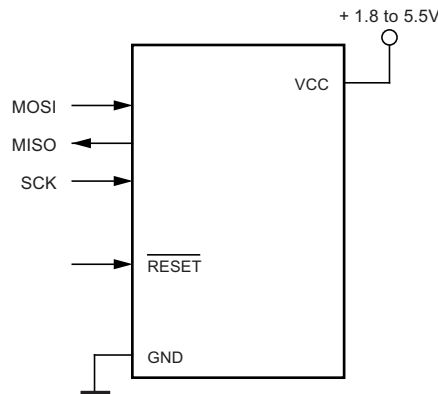 + 1.8 to 5.5V
VCC
MOSI
MISO
SCK
RESET
GND